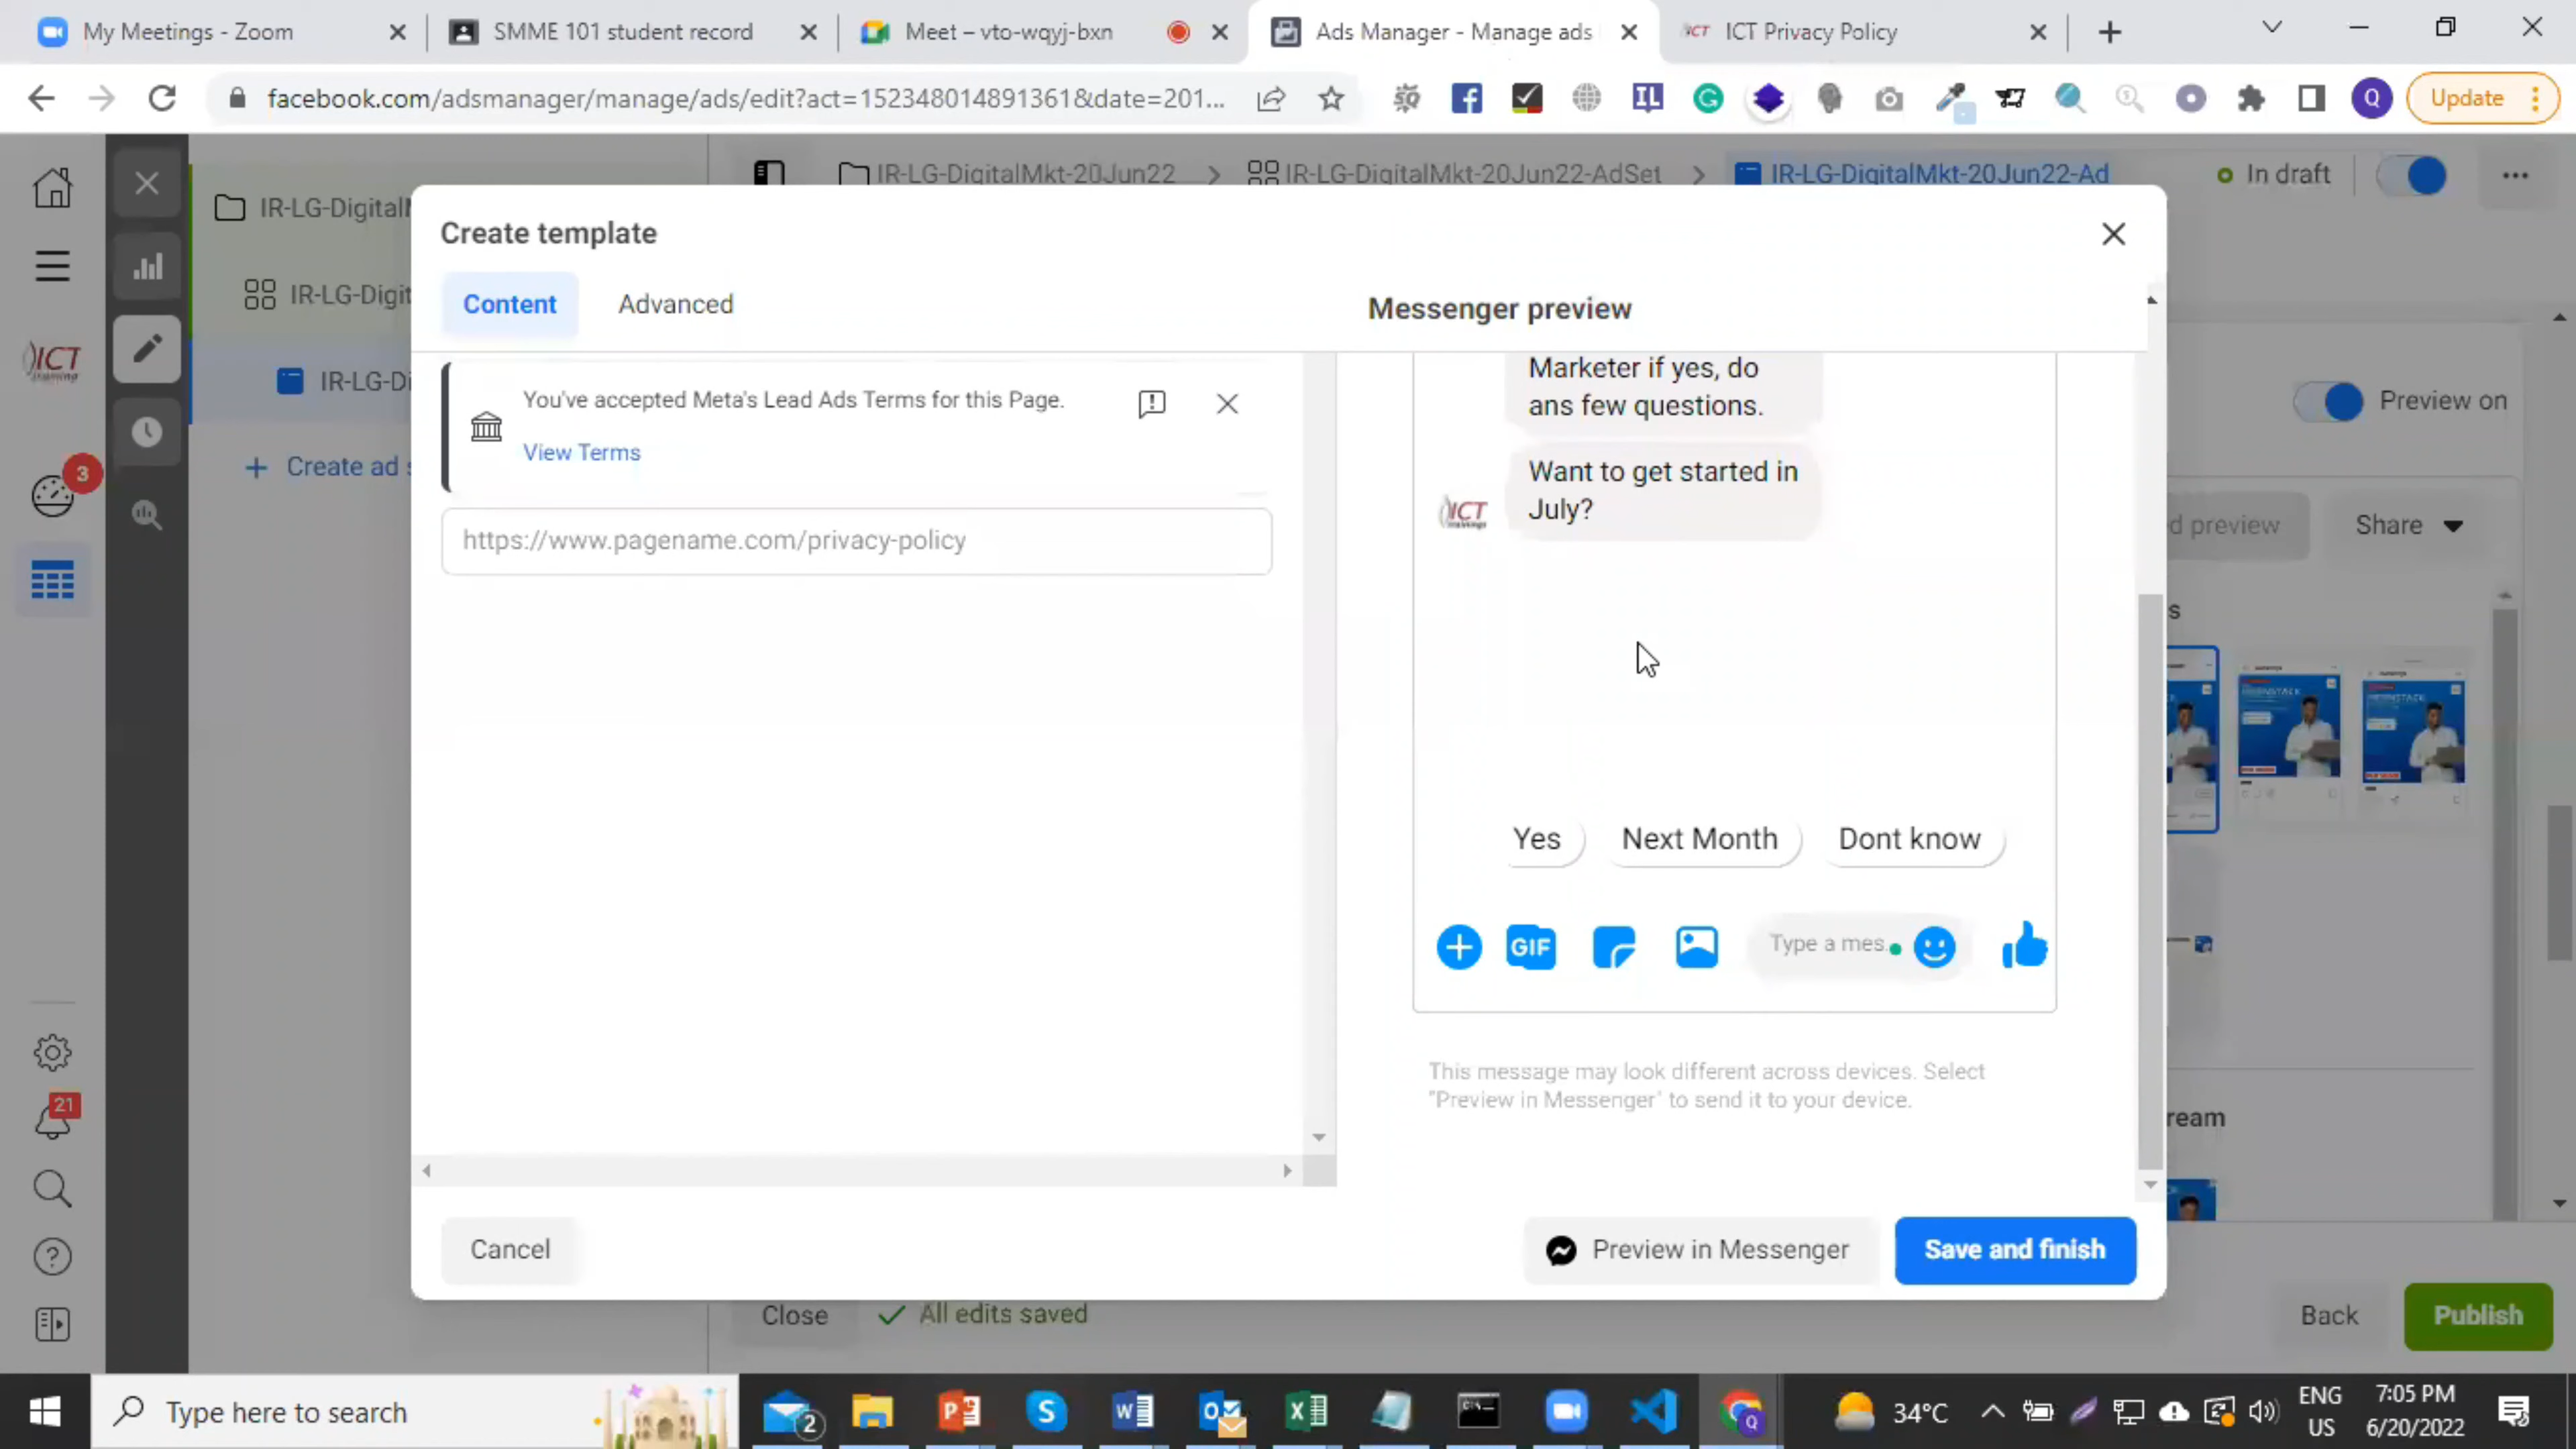 My Meetings - Zoom
SMME 101 student record
Meet – vto-wqyj-bxn
Ads Manager - Manage ads
ICT Privacy Policy
facebook.com/adsmanager/manage/ads/edit?act=152348014891361&date=201...
Update
IR-LG-DigitalMkt-20Jun22
IR-LG-DigitalMkt-20Jun22-AdSet
IR-LG-DigitalMkt-20Jun22-Ad
In draft
IR-LG-Digital
IR-LG-Digit
IR-LG-Di
Create ad s
3
21
Create template
Content
Advanced
Messenger preview
You've accepted Meta's Lead Ads Terms for this Page.
View Terms
https://www.pagename.com/privacy-policy
Marketer if yes, do
ans few questions.
Want to get started in
July?
ICT
Yes
Next Month
Dont know
GIF
Type a mes...
This message may look different across devices. Select
"Preview in Messenger" to send it to your device.
Cancel
Preview in Messenger
Save and finish
Preview on
d preview
Share
s
ream
Close
All edits saved
Back
Publish
Type here to search
2
34°C
ENG
US
7:05 PM
6/20/2022